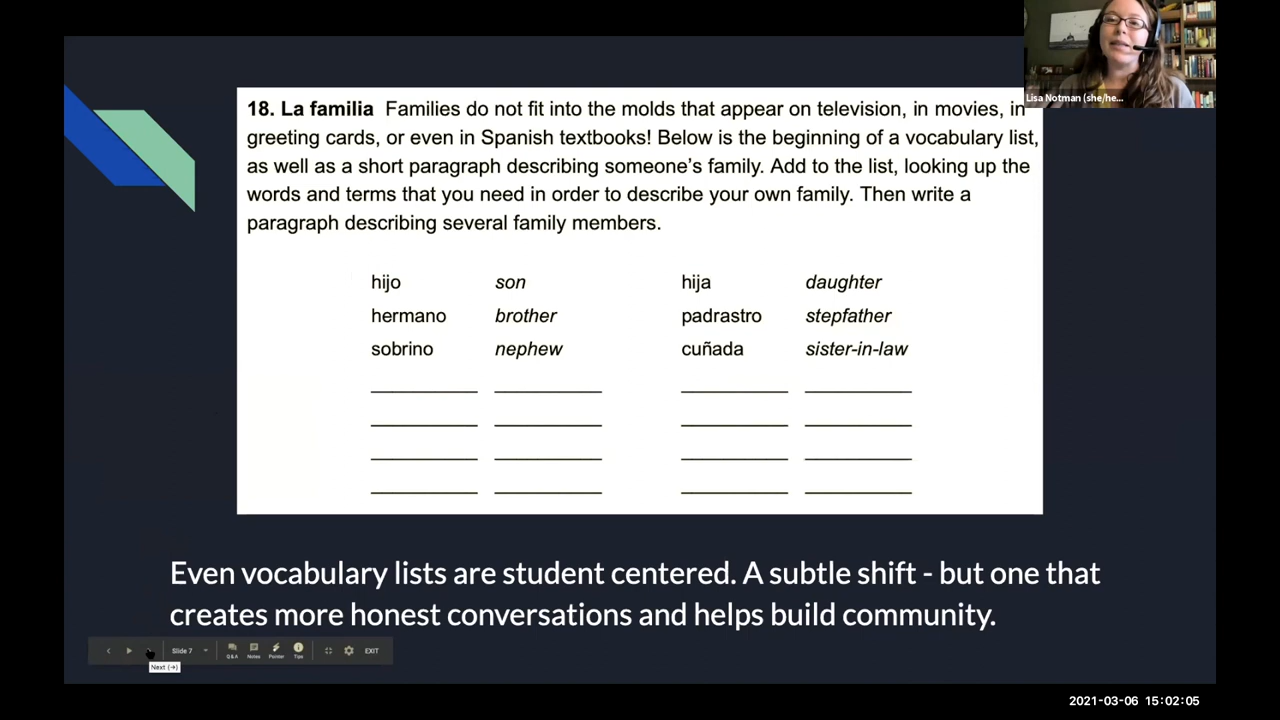 Lisa Notman (she/he...
18. La familia Families do not fit into the molds that appear on television, in movies, in
greeting cards, or even in Spanish textbooks! Below is the beginning of a vocabulary list,
as well as a short paragraph describing someone's family. Add to the list, looking up the
words and terms that you need in order to describe your own family. Then write a
paragraph describing several family members.
hijo son hija daughter
hermano brother padrastro stepfather
sobrino nephew cuñada sister-in-law
Even vocabulary lists are student centered. A subtle shift - but one that
creates more honest conversations and helps build community.
Slide 7 Q&A Notes Pointer Tips EXIT
Next (→)
2021-03-06 15:02:05